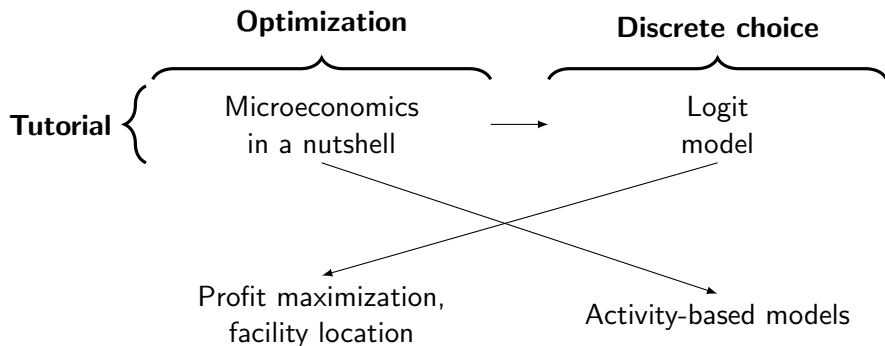 Optimization
Discrete choice
Tutorial
Microeconomics
in a nutshell
Logit
model
Profit maximization,
facility location
Activity-based models